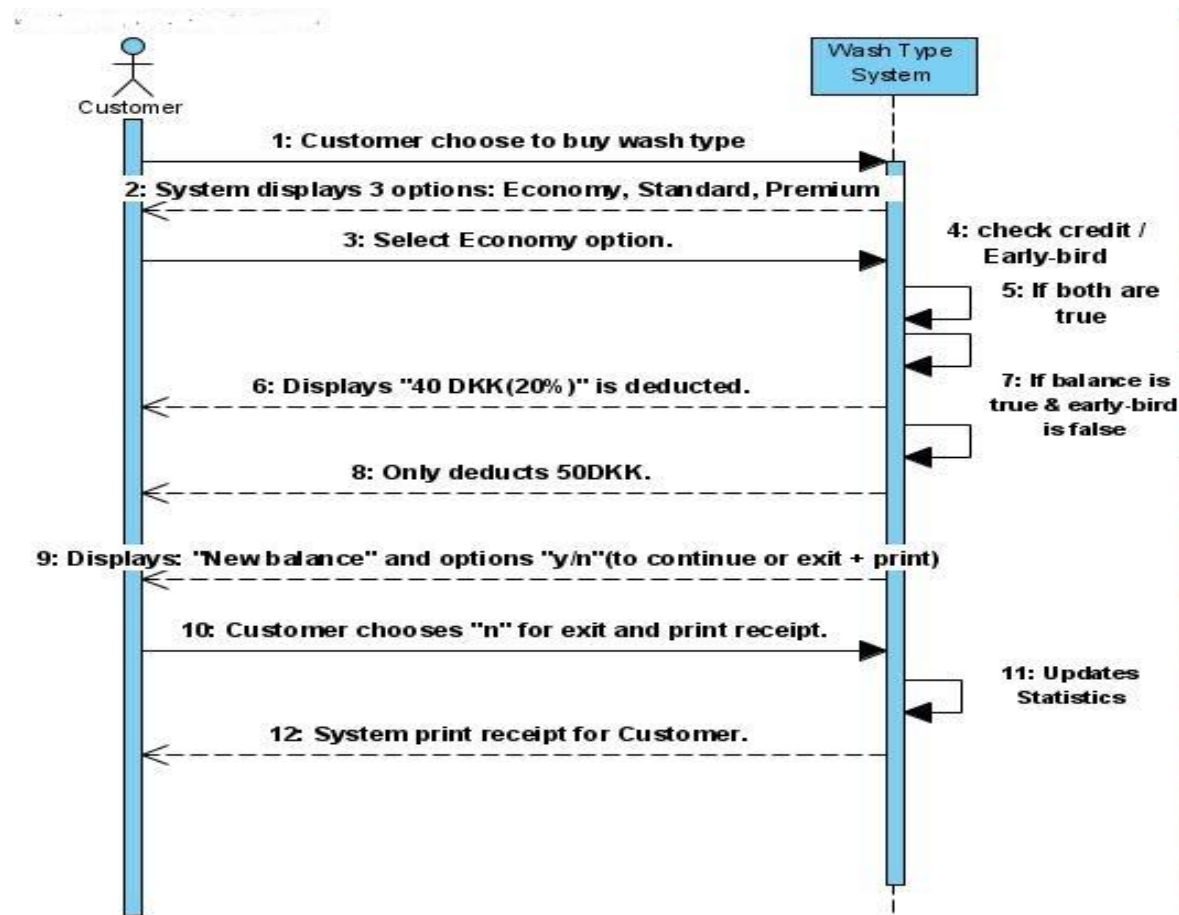 Customer
Wash Type
System
1: Customer choose to buy wash type
2: System displays 3 options: Economy, Standard, Premium
3: Select Economy option.
4: check credit /
Early-bird
5: If both are
true
6: Displays "40 DKK(20%)" is deducted.
7: If balance is
true & early-bird
is false
8: Only deducts 50DKK.
9: Displays: "New balance" and options "y/n"(to continue or exit + print)
10: Customer chooses "n" for exit and print receipt.
11: Updates
Statistics
12: System print receipt for Customer.